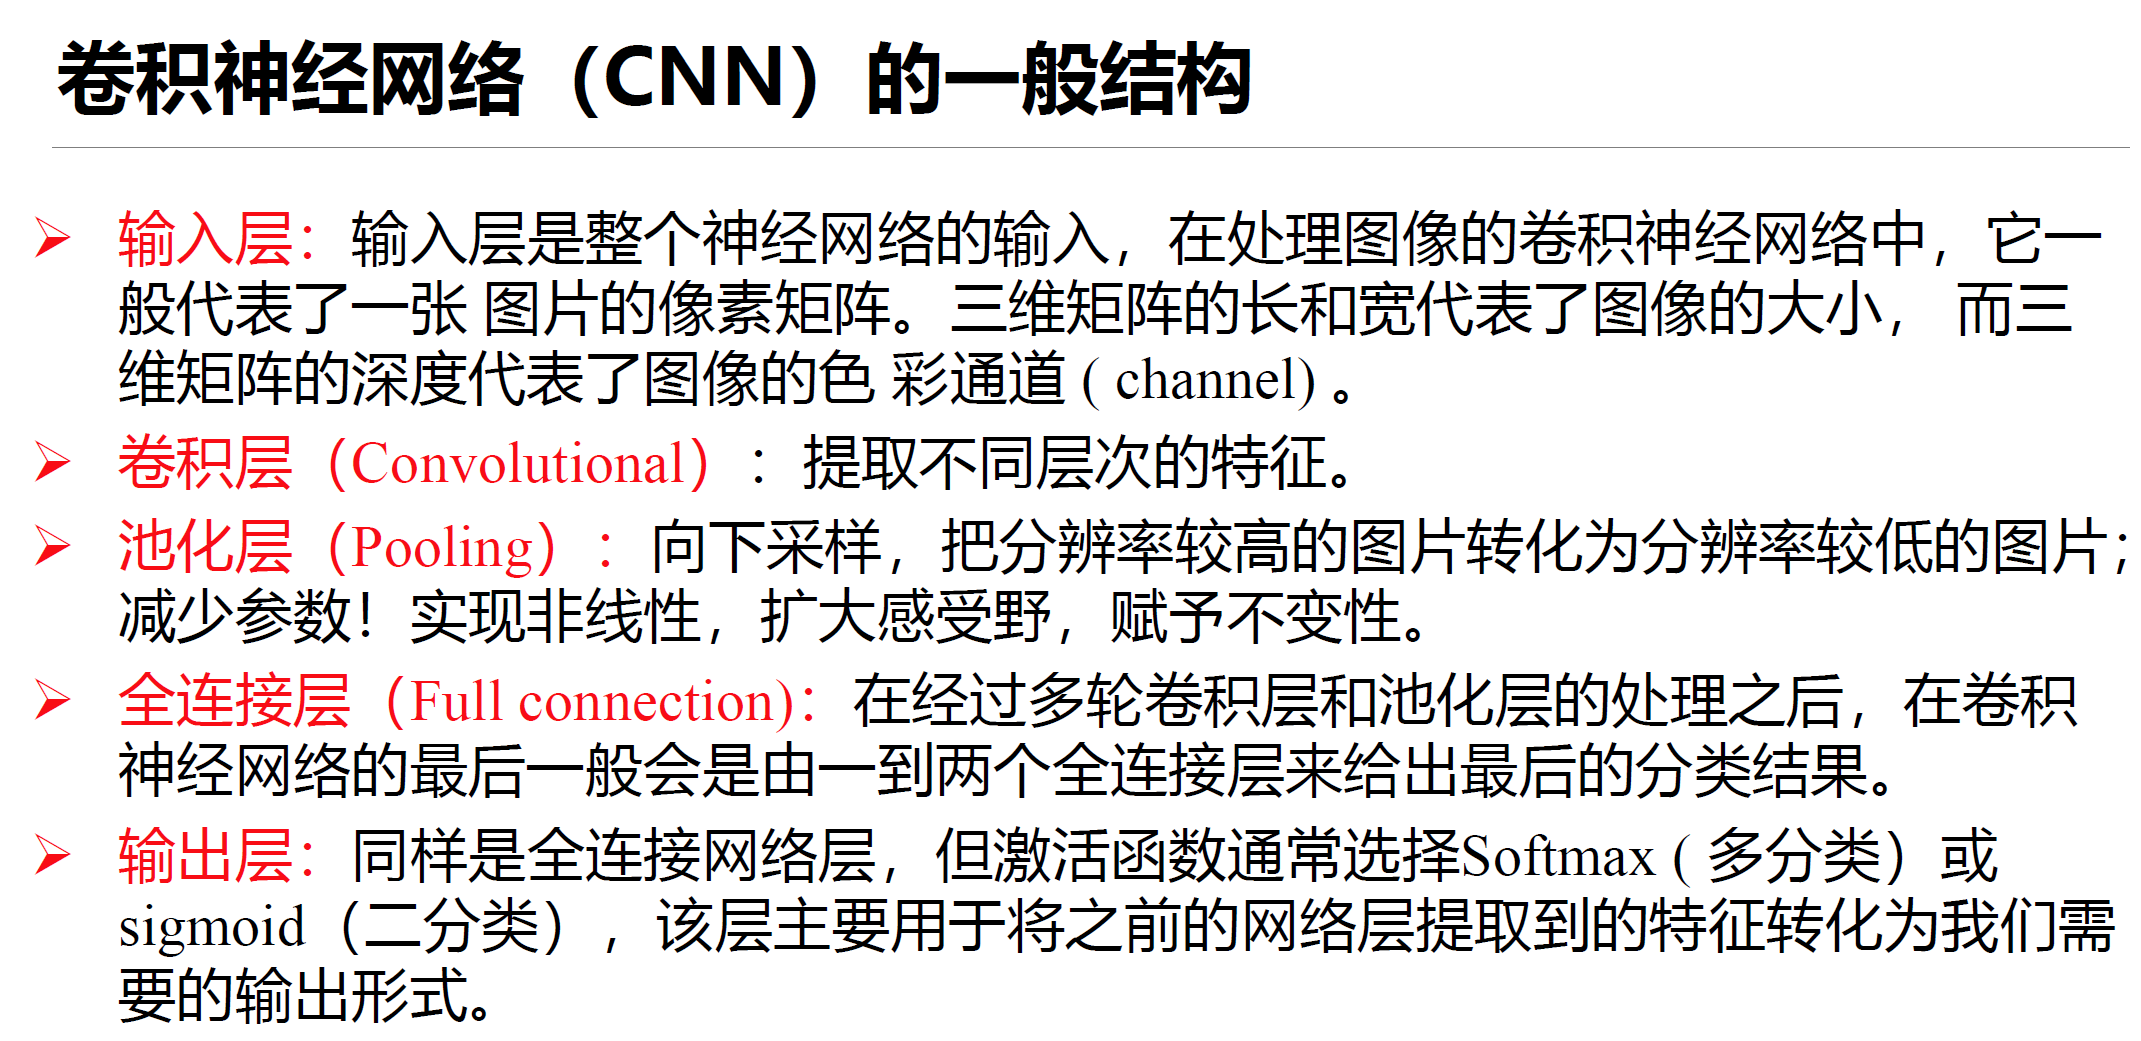 卷积神经网络（CNN）的一般结构
输入层：输入层是整个神经网络的输入，在处理图像的卷积神经网络中，它一
般代表了一张 图片的像素矩阵。三维矩阵的长和宽代表了图像的大小， 而三
维矩阵的深度代表了图像的色 彩通道 ( channel) 。
卷积层（Convolutional）：提取不同层次的特征。
池化层（Pooling）：向下采样，把分辨率较高的图片转化为分辨率较低的图片；
减少参数！实现非线性，扩大感受野，赋予不变性。
全连接层（Full connection)：在经过多轮卷积层和池化层的处理之后，在卷积
神经网络的最后一般会是由一到两个全连接层来给出最后的分类结果。
输出层：同样是全连接网络层，但激活函数通常选择Softmax ( 多分类）或
sigmoid（二分类），该层主要用于将之前的网络层提取到的特征转化为我们需
要的输出形式。